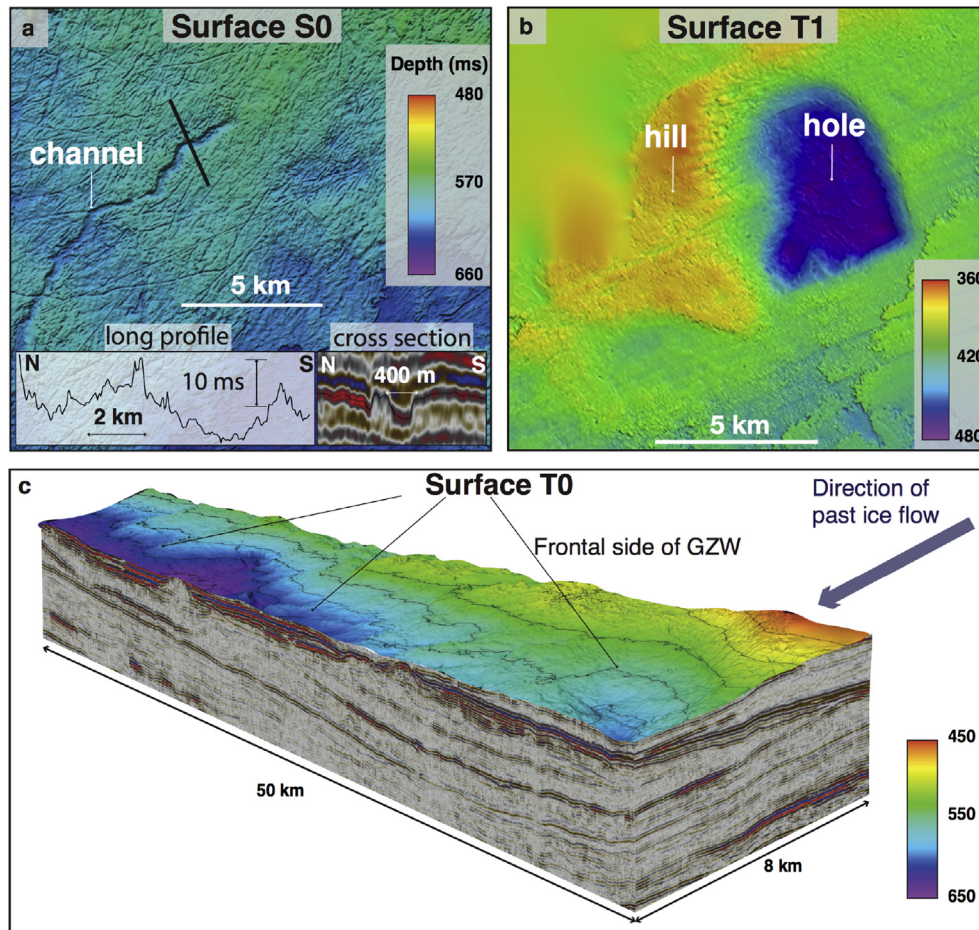 a
Surface S0
Depth (ms)
480
570
660
channel
5 km
long profile
N
S
10 ms
2 km
cross section
N
S
400 m
b
Surface T1
hill
hole
5 km
360
420
480
c
Surface T0
Direction of
past ice flow
Frontal side of GZW
50 km
8 km
450
550
650